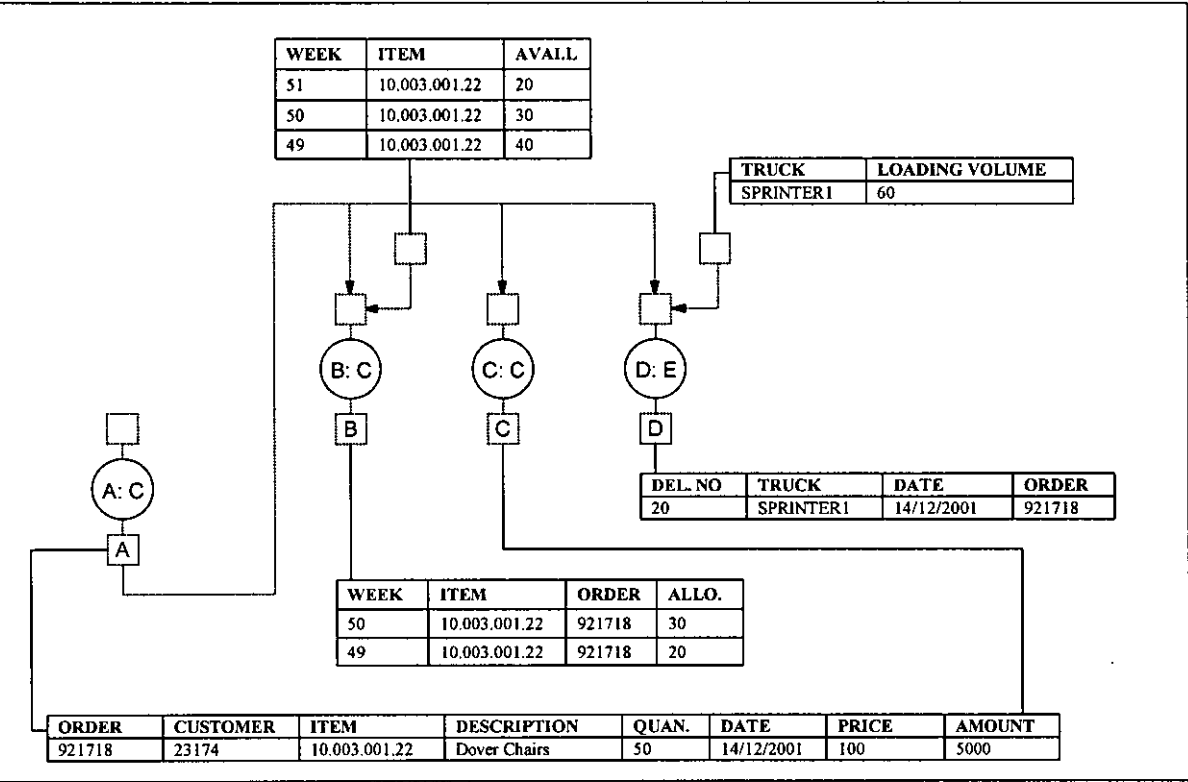 WEEK ITEM AVAI.L
51 10.003.001.22 20
50 10.003.001.22 30
49 10.003.001.22 40
TRUCK LOADING VOLUME
SPRINTER1 60
B: C
C: C
D: E
B
C
D
A: C
A
DEL. NO TRUCK DATE ORDER
20 SPRINTER1 14/12/2001 921718
WEEK ITEM ORDER ALLO.
50 10.003.001.22 921718 30
49 10.003.001.22 921718 20
ORDER CUSTOMER ITEM DESCRIPTION QUAN. DATE PRICE AMOUNT
921718 23174 10.003.001.22 Dover Chairs 50 14/12/2001 100 5000